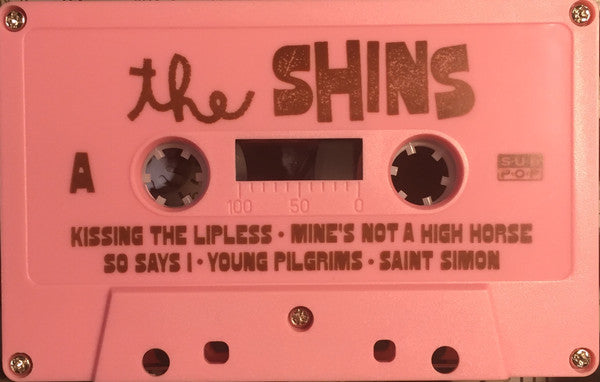 the SHINS
A
SUB
POP
100 50 0
KISSING THE LIPLESS • MINE'S NOT A HIGH HORSE
SO SAYS I • YOUNG PILGRIMS • SAINT SIMON